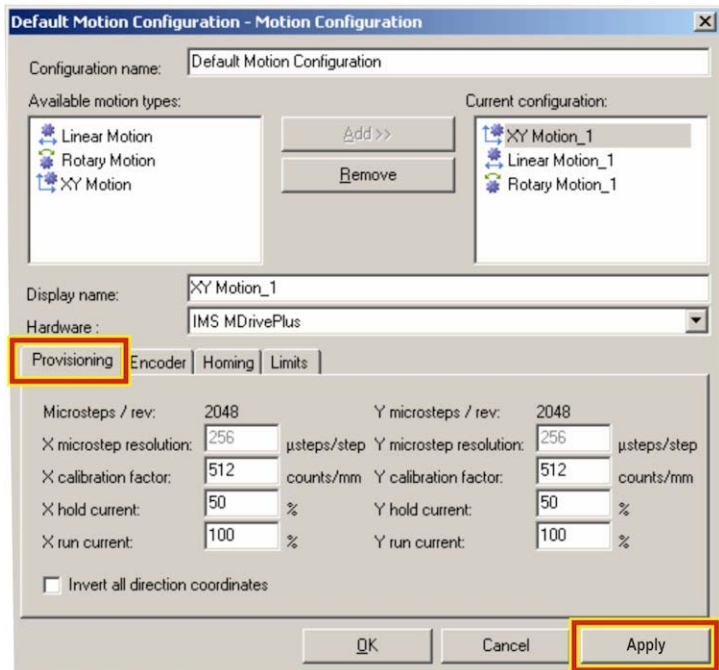 Default Motion Configuration - Motion Configuration
Configuration name: Default Motion Configuration
Available motion types:
Linear Motion
Rotary Motion
XY Motion
Add >>
Remove
Current configuration:
XY Motion_1
Linear Motion_1
Rotary Motion_1
Display name: XY Motion_1
Hardware : IMS MDrivePlus
Provisioning Encoder Homing Limits
Microsteps / rev: 2048 Y microsteps / rev: 2048
X microstep resolution: 256 µsteps/step Y microstep resolution: 256 µsteps/step
X calibration factor: 512 counts/mm Y calibration factor: 512 counts/mm
X hold current: 50 % Y hold current: 50 %
X run current: 100 % Y run current: 100 %
Invert all direction coordinates
OK Cancel Apply